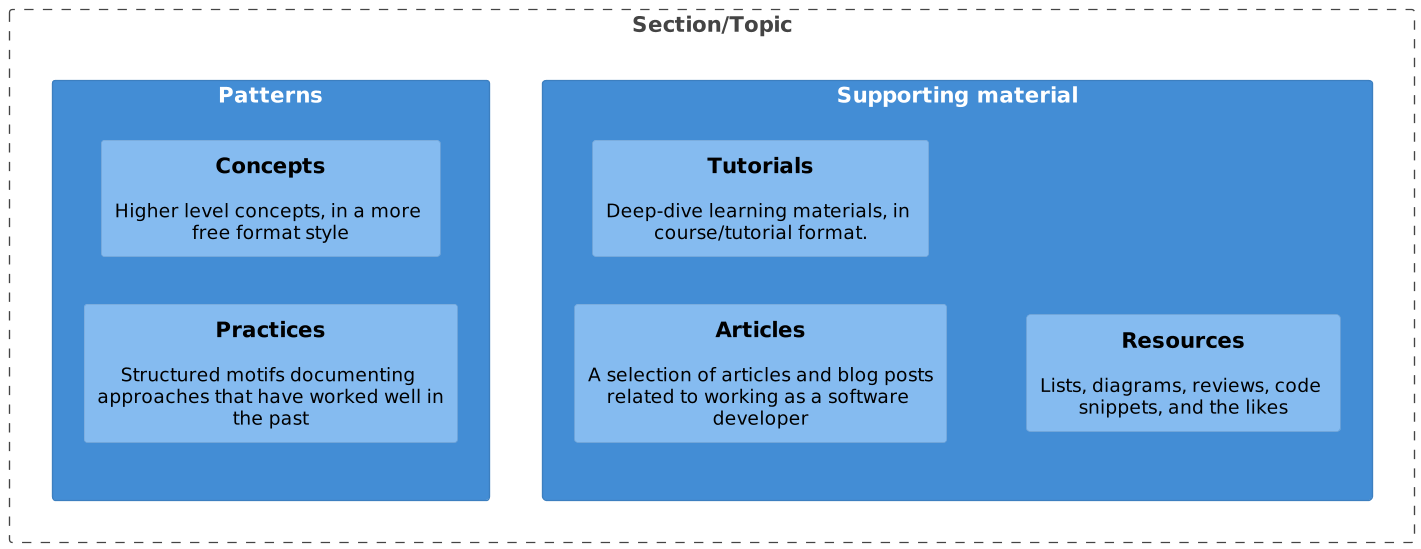 Section/Topic
Patterns
Concepts
Higher level concepts, in a more
free format style
Practices
Structured motifs documenting
approaches that have worked well in
the past
Supporting material
Tutorials
Deep-dive learning materials, in
course/tutorial format.
Articles
A selection of articles and blog posts
related to working as a software
developer
Resources
Lists, diagrams, reviews, code
snippets, and the likes